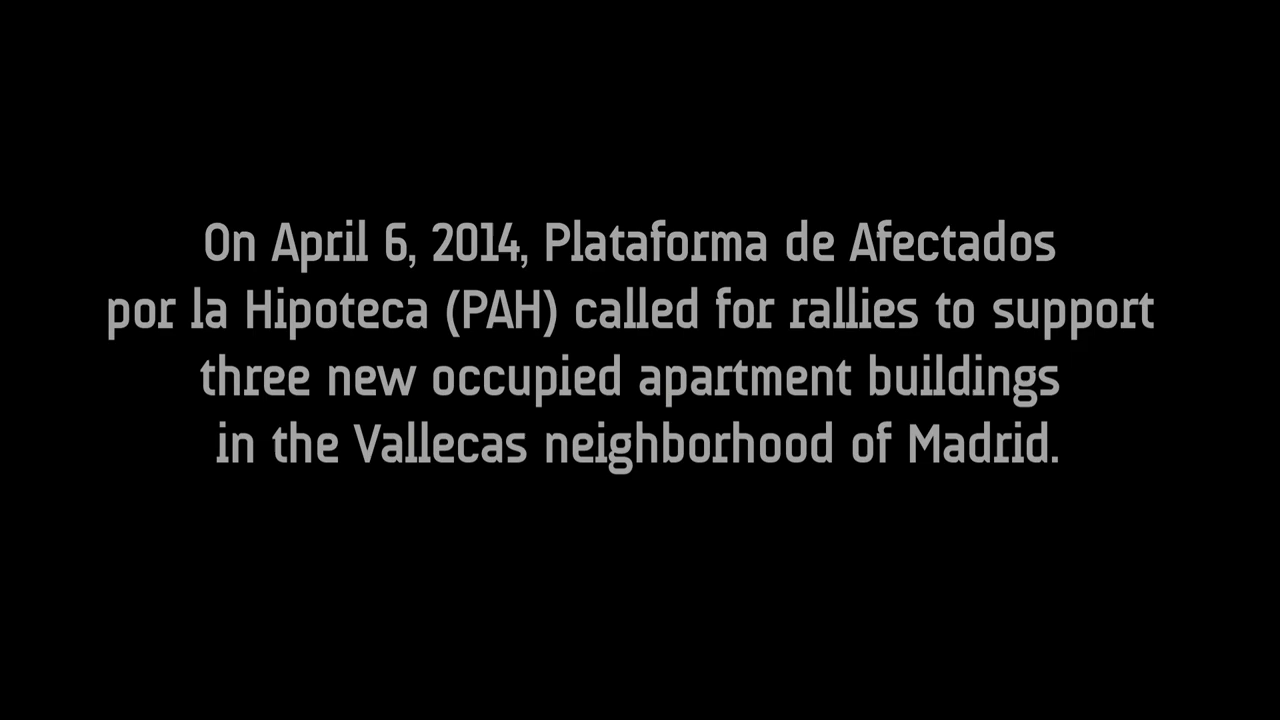 On April 6, 2014, Plataforma de Afectados
por la Hipoteca (PAH) called for rallies to support
three new occupied apartment buildings
in the Vallecas neighborhood of Madrid.